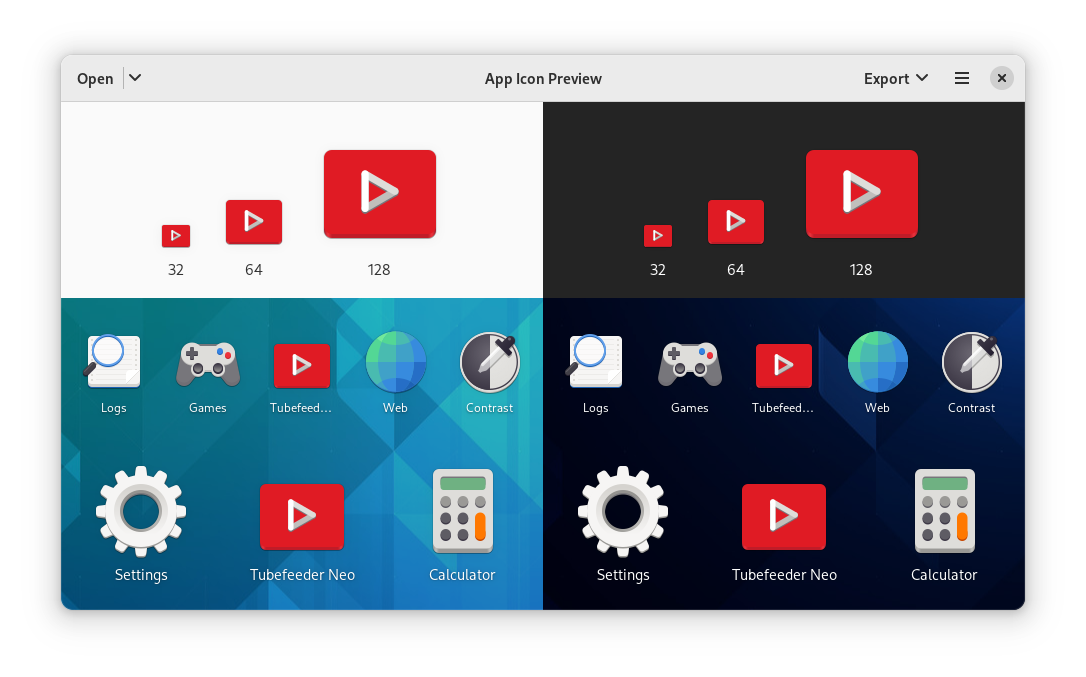 Open
App Icon Preview
Export
32 64 128
32 64 128
Logs Games Tubefeed... Web Contrast
Logs Games Tubefeed... Web Contrast
Settings Tubefeeder Neo Calculator
Settings Tubefeeder Neo Calculator